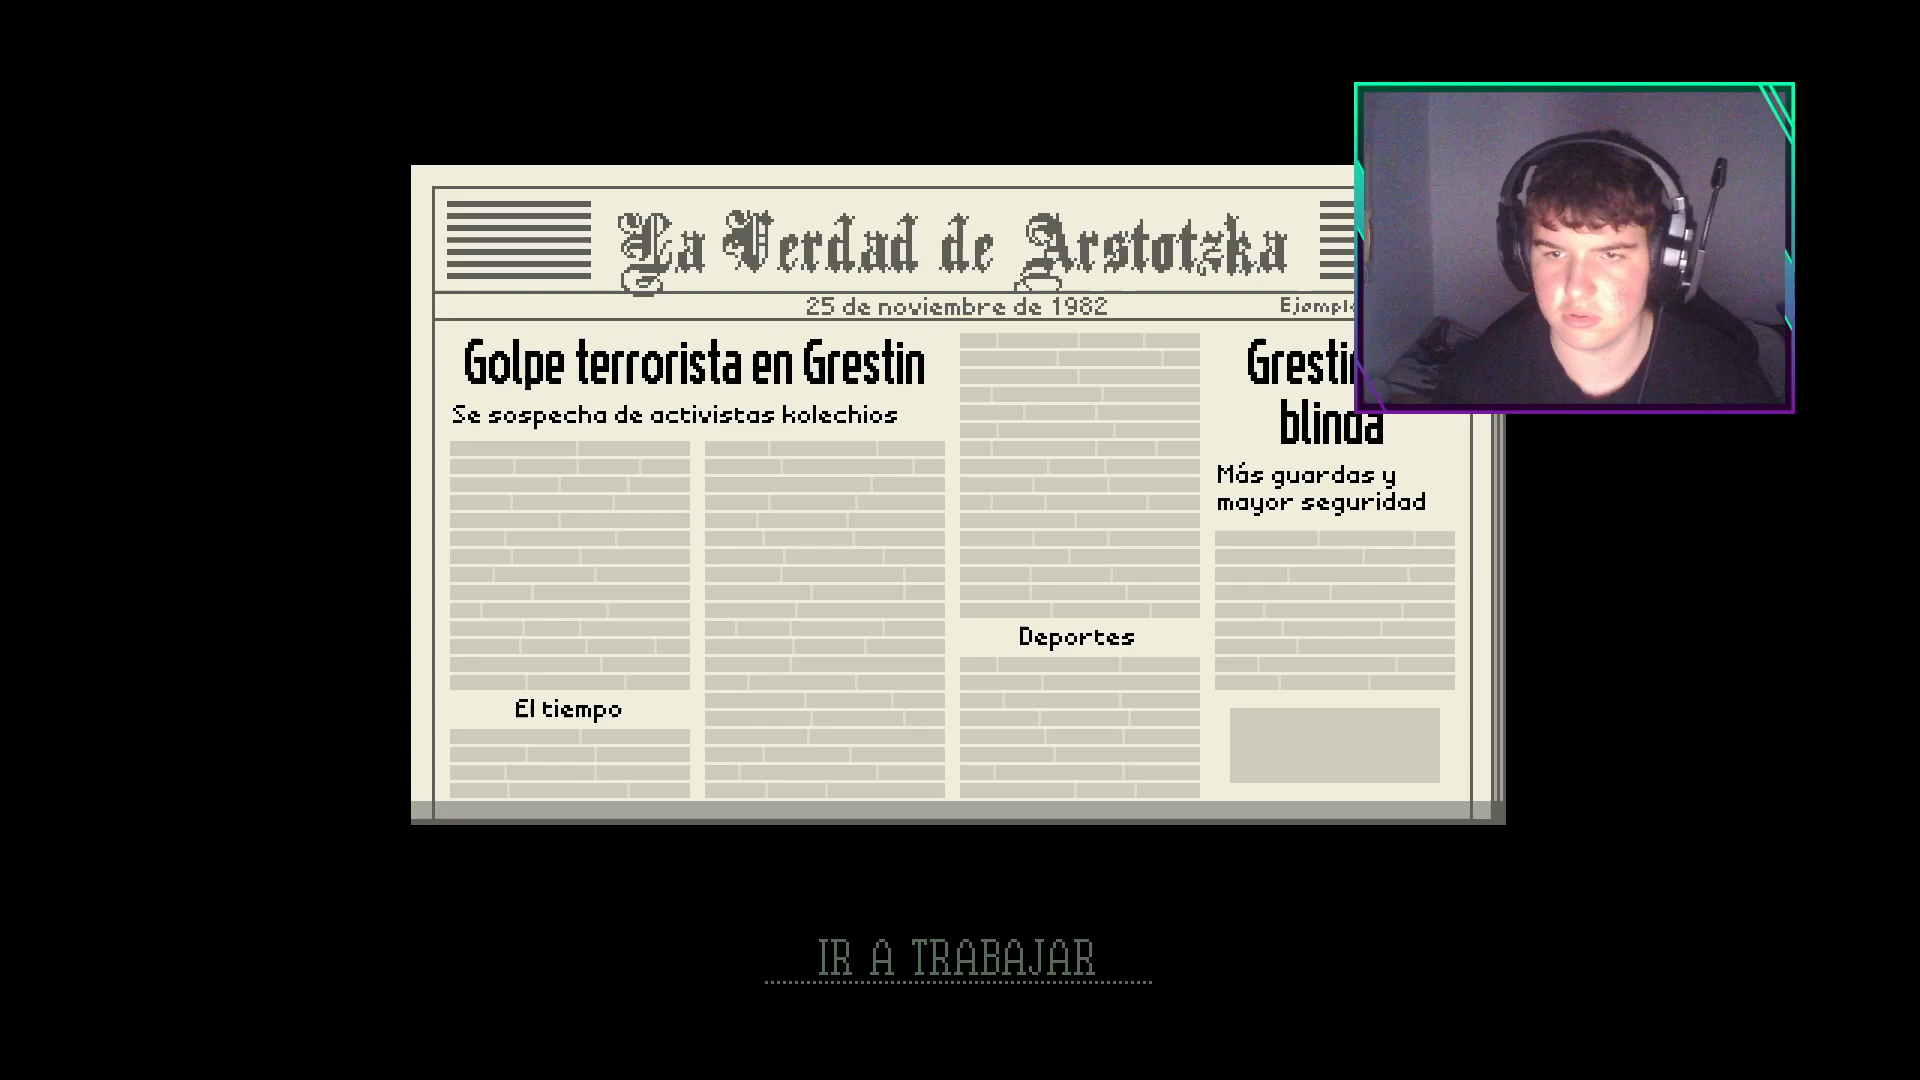 La Verdad de Arstotzka
25 de noviembre de 1982
Golpe terrorista en Grestin
Se sospecha de activistas kolechios
blinda
Más guardas y
mayor seguridad
Deportes
El tiempo
IR A TRABAJAR